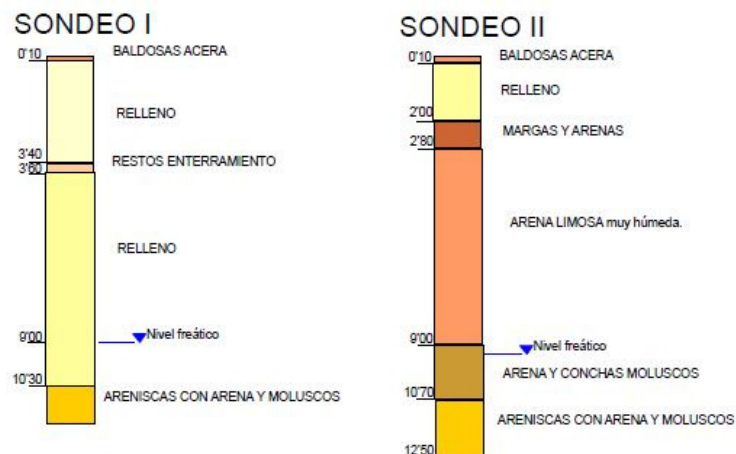 SONDEO I
0'10
BALDOSAS ACERA
RELLENO
3'40
RESTOS ENTERRAMIENTO
3'60
RELLENO
9'00
Nivel freático
10'30
ARENISCAS CON ARENA Y MOLUSCOS
SONDEO II
0'10
BALDOSAS ACERA
RELLENO
2'00
MARGAS Y ARENAS
2'80
ARENA LIMOSA muy húmeda.
9'00
Nivel freático
ARENA Y CONCHAS MOLUSCOS
10'70
ARENISCAS CON ARENA Y MOLUSCOS
12'50